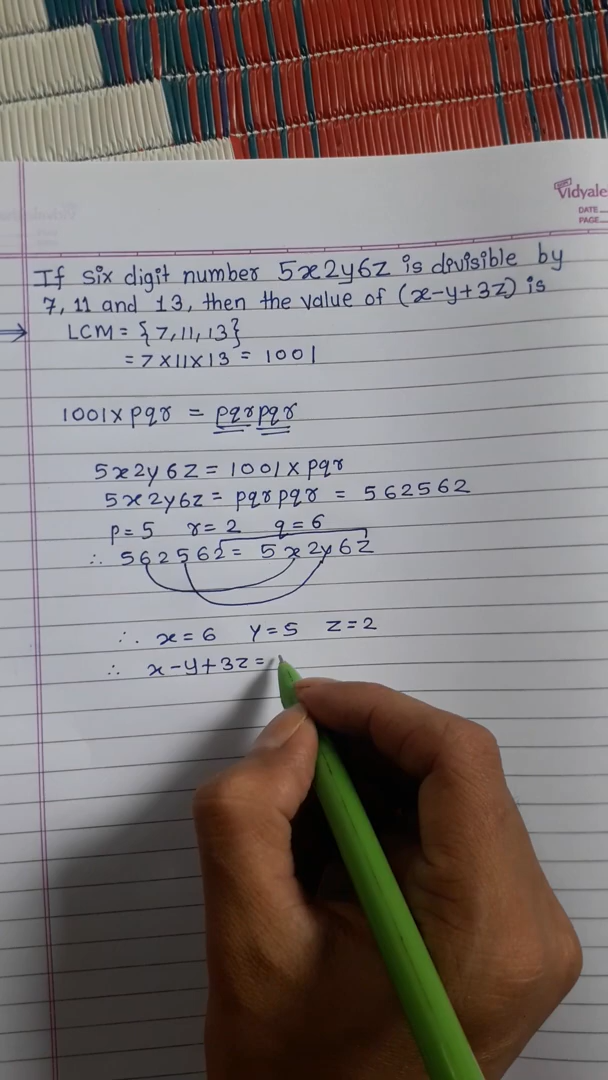 Vidyale
DATE
PAGE
If six digit number 5x2y6z is divisible by
7, 11 and 13, then the value of (x-y+3z) is
LCM = {7,11,13}
= 7×11×13 = 1001
1001×pqr = pqrpqr
5x2y6z = 1001×pqr
5x2y6z = pqrpqr = 562562
p=5 r=2 q=6
∴ 562562 = 5x2y6z
∴ x=6 y=5 z=2
∴ x-y+3z =